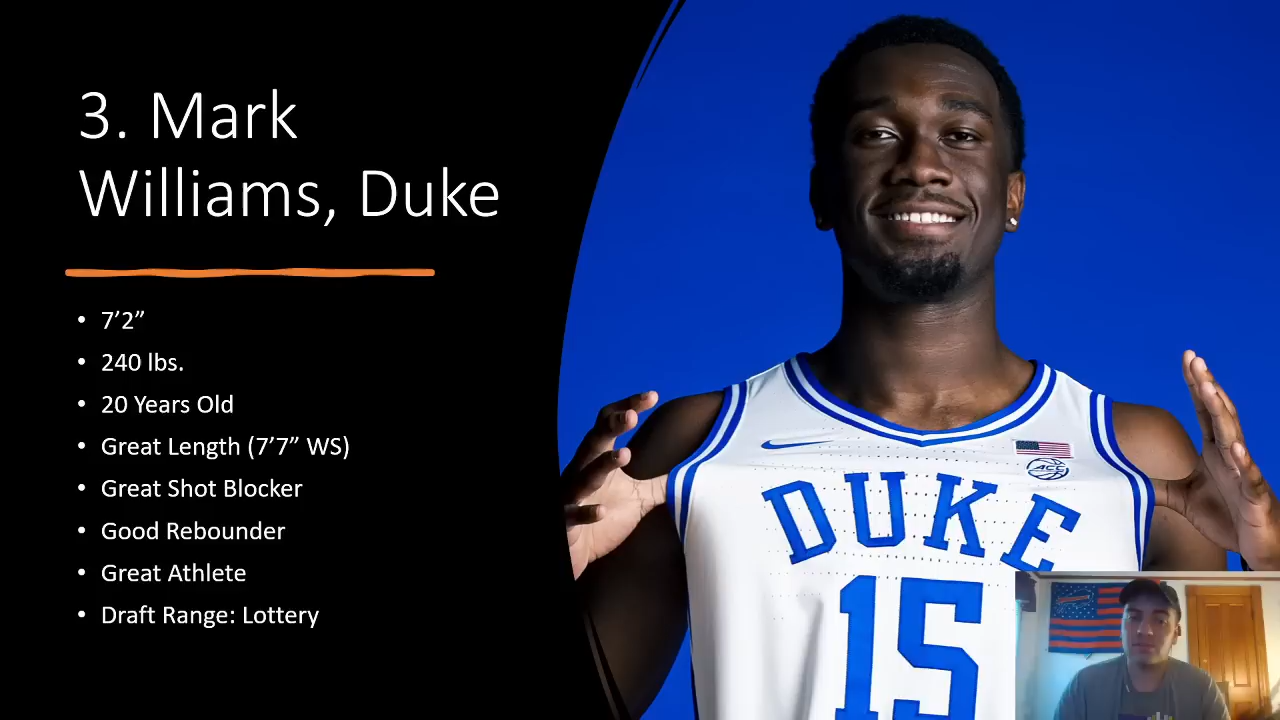 3. Mark
Williams, Duke
• 7’2”
• 240 lbs.
• 20 Years Old
• Great Length (7’7” WS)
• Great Shot Blocker
• Good Rebounder
• Great Athlete
• Draft Range: Lottery
ACC
DUKE
15